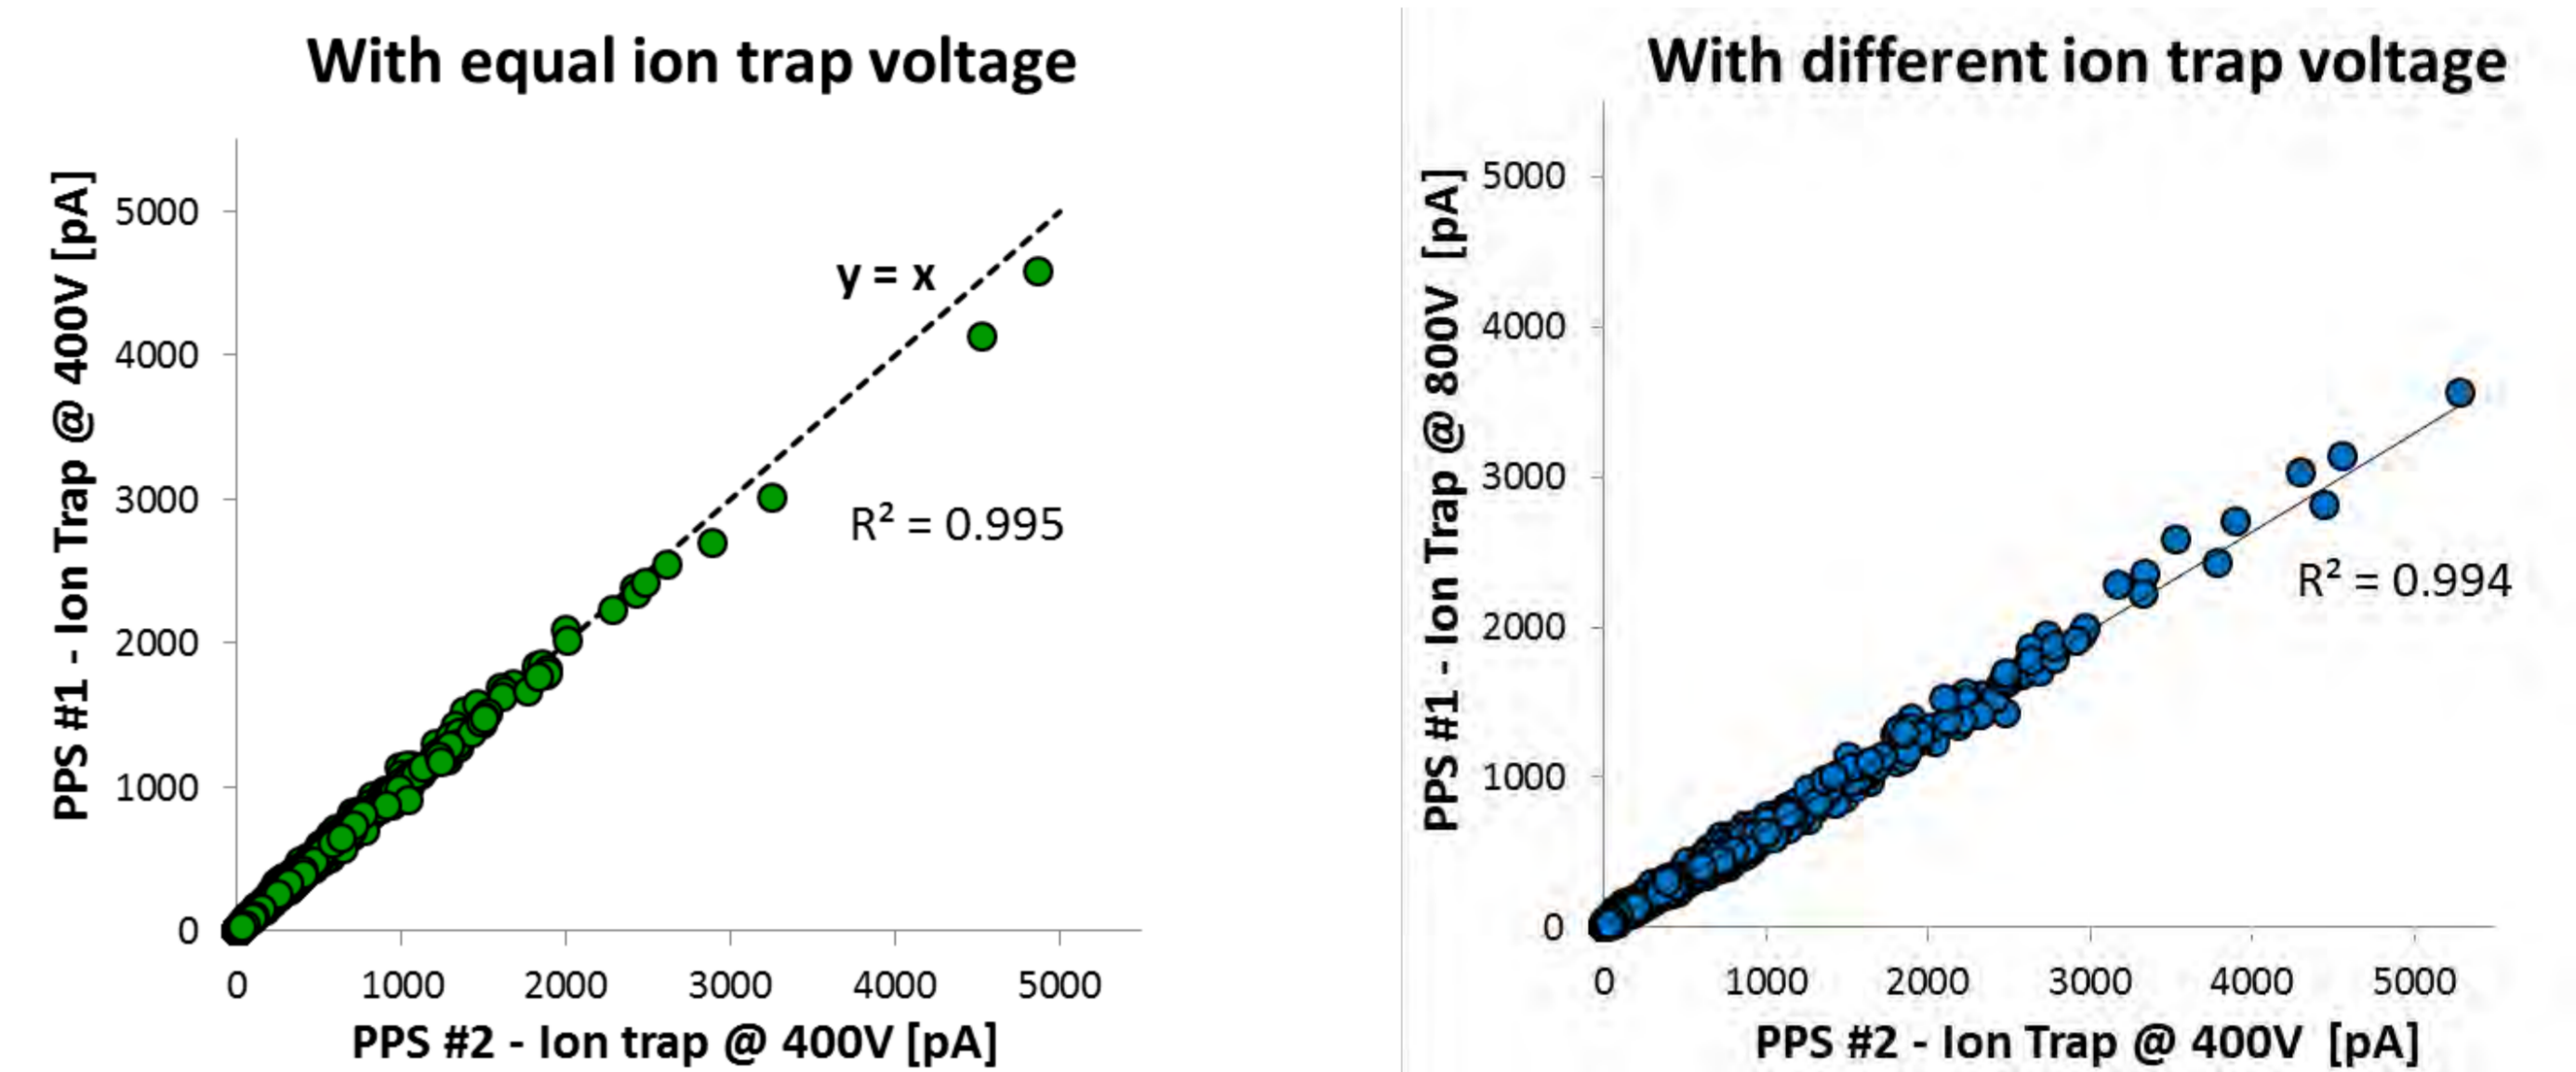 With equal ion trap voltage
PPS #1 - Ion Trap @ 400V [pA]
5000
4000
3000
2000
1000
0
y = x
R² = 0.995
0 1000 2000 3000 4000 5000
PPS #2 - Ion trap @ 400V [pA]
With different ion trap voltage
PPS #1 - Ion Trap @ 800V [pA]
5000
4000
3000
2000
1000
0
R² = 0.994
0 1000 2000 3000 4000 5000
PPS #2 - Ion Trap @ 400V [pA]